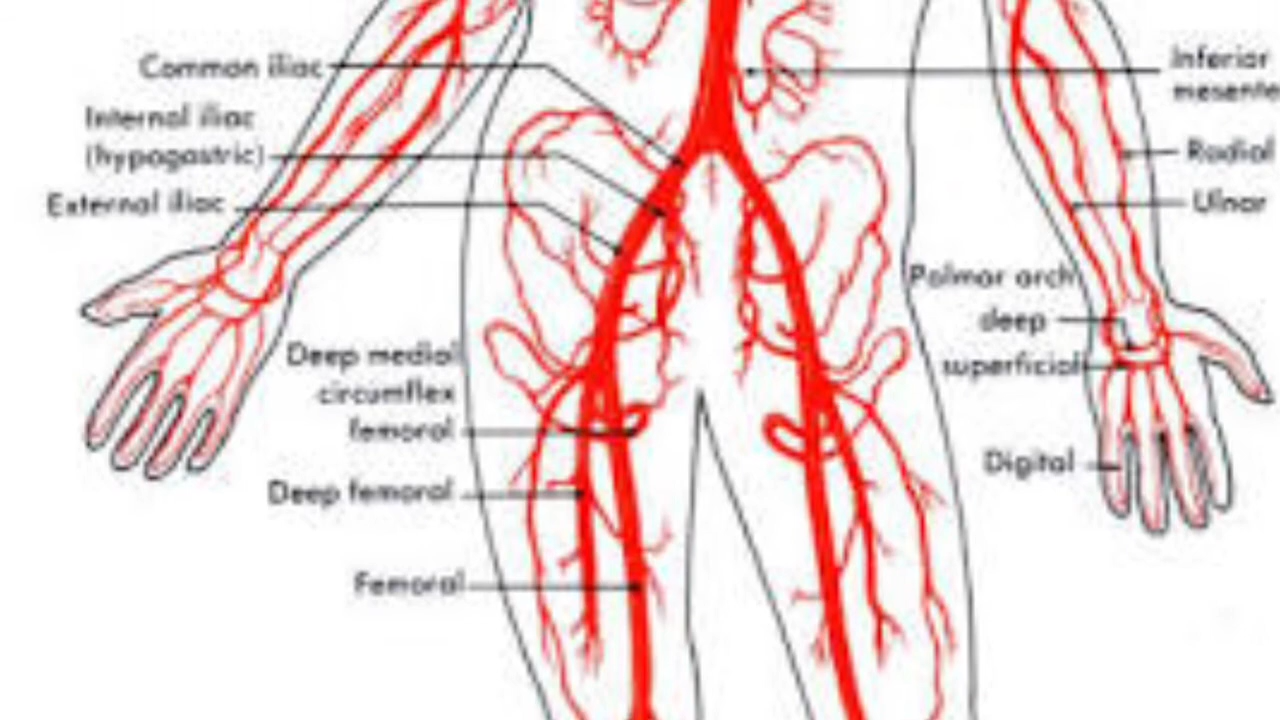 Common iliac
Internal iliac
(hypogastric)
External iliac
Deep medial
circumflex
femoral
Deep femoral
Femoral
Inferior
mesente
Radial
Ulnar
Palmar arch
deep
superficial
Digital